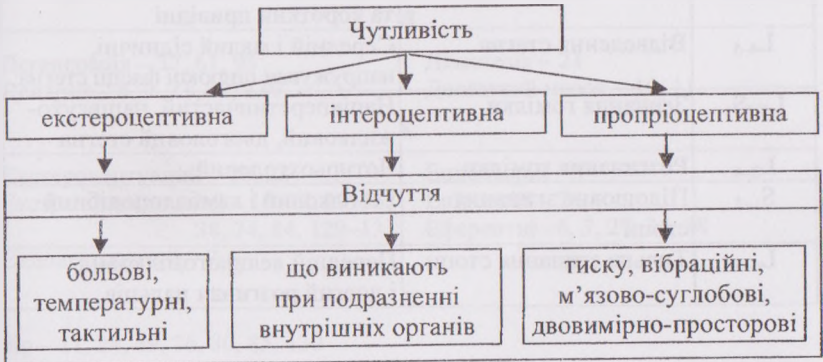 Чутливість
екстероцептивна
інтероцептивна
пропріоцептивна
Відчуття
больові,
температурні,
тактильні
що виникають
при подразненні
внутрішніх органів
тиску, вібраційні,
м’язово-суглобові,
двовимірно-просторові